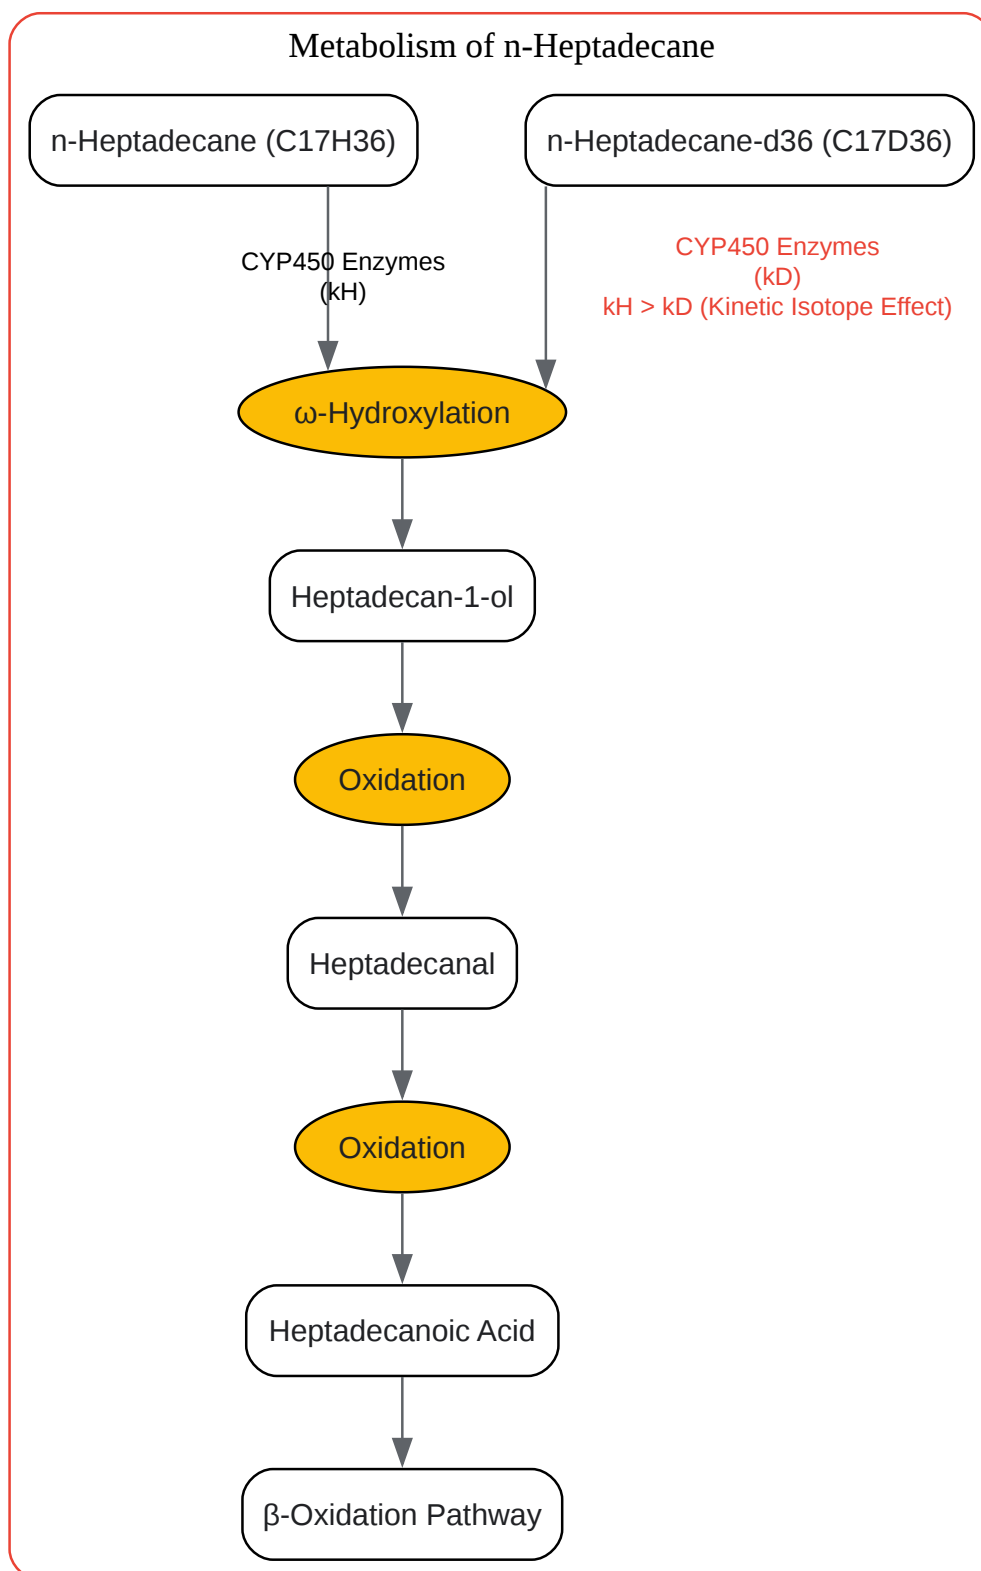 Metabolism of n-Heptadecane
n-Heptadecane (C17H36)
n-Heptadecane-d36 (C17D36)
CYP450 Enzymes
(kH)
CYP450 Enzymes
(kD)
kH > kD (Kinetic Isotope Effect)
ω-Hydroxylation
Heptadecan-1-ol
Oxidation
Heptadecanal
Oxidation
Heptadecanoic Acid
β-Oxidation Pathway